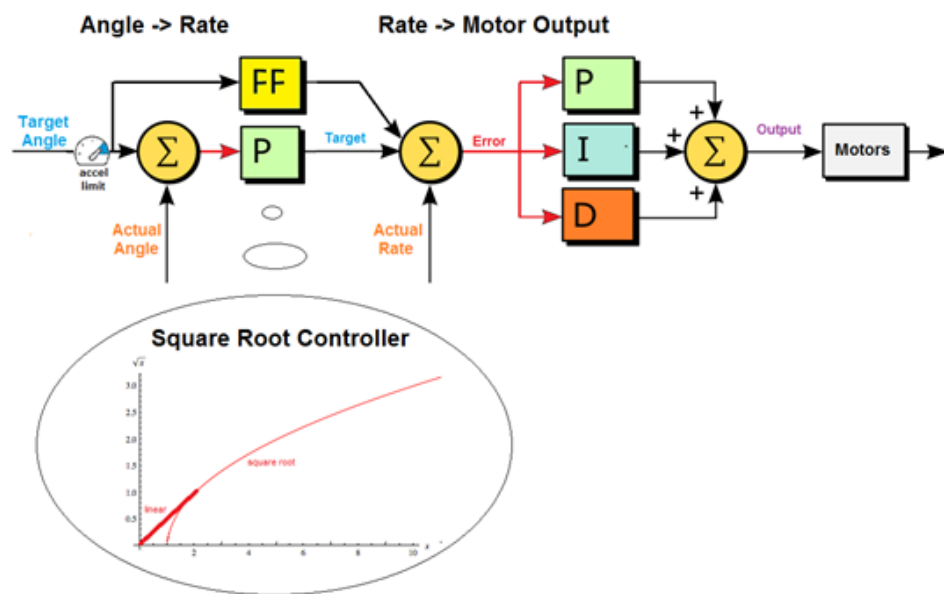 Angle -> Rate
Rate -> Motor Output
FF
P
Target
Angle
accel
limit
Σ
P
Target
Σ
Error
I
D
+
+
+
Σ
Output
Motors
Actual
Angle
Actual
Rate
Square Root Controller
√x
3.0
2.5
2.0
1.5
1.0
0.5
square root
linear
2
4
6
8
10
x